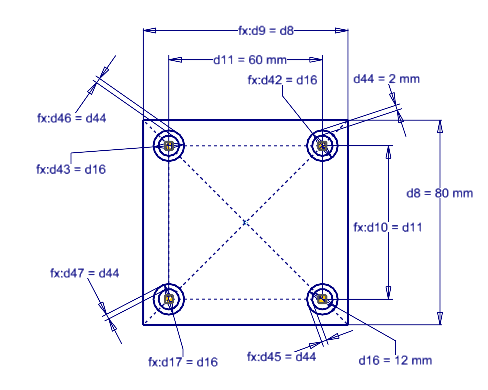 fx:d9 = d8
d11 = 60 mm
fx:d42 = d16
d44 = 2 mm
fx:d46 = d44
fx:d43 = d16
d8 = 80 mm
fx:d10 = d11
fx:d47 = d44
fx:d17 = d16
fx:d45 = d44
d16 = 12 mm